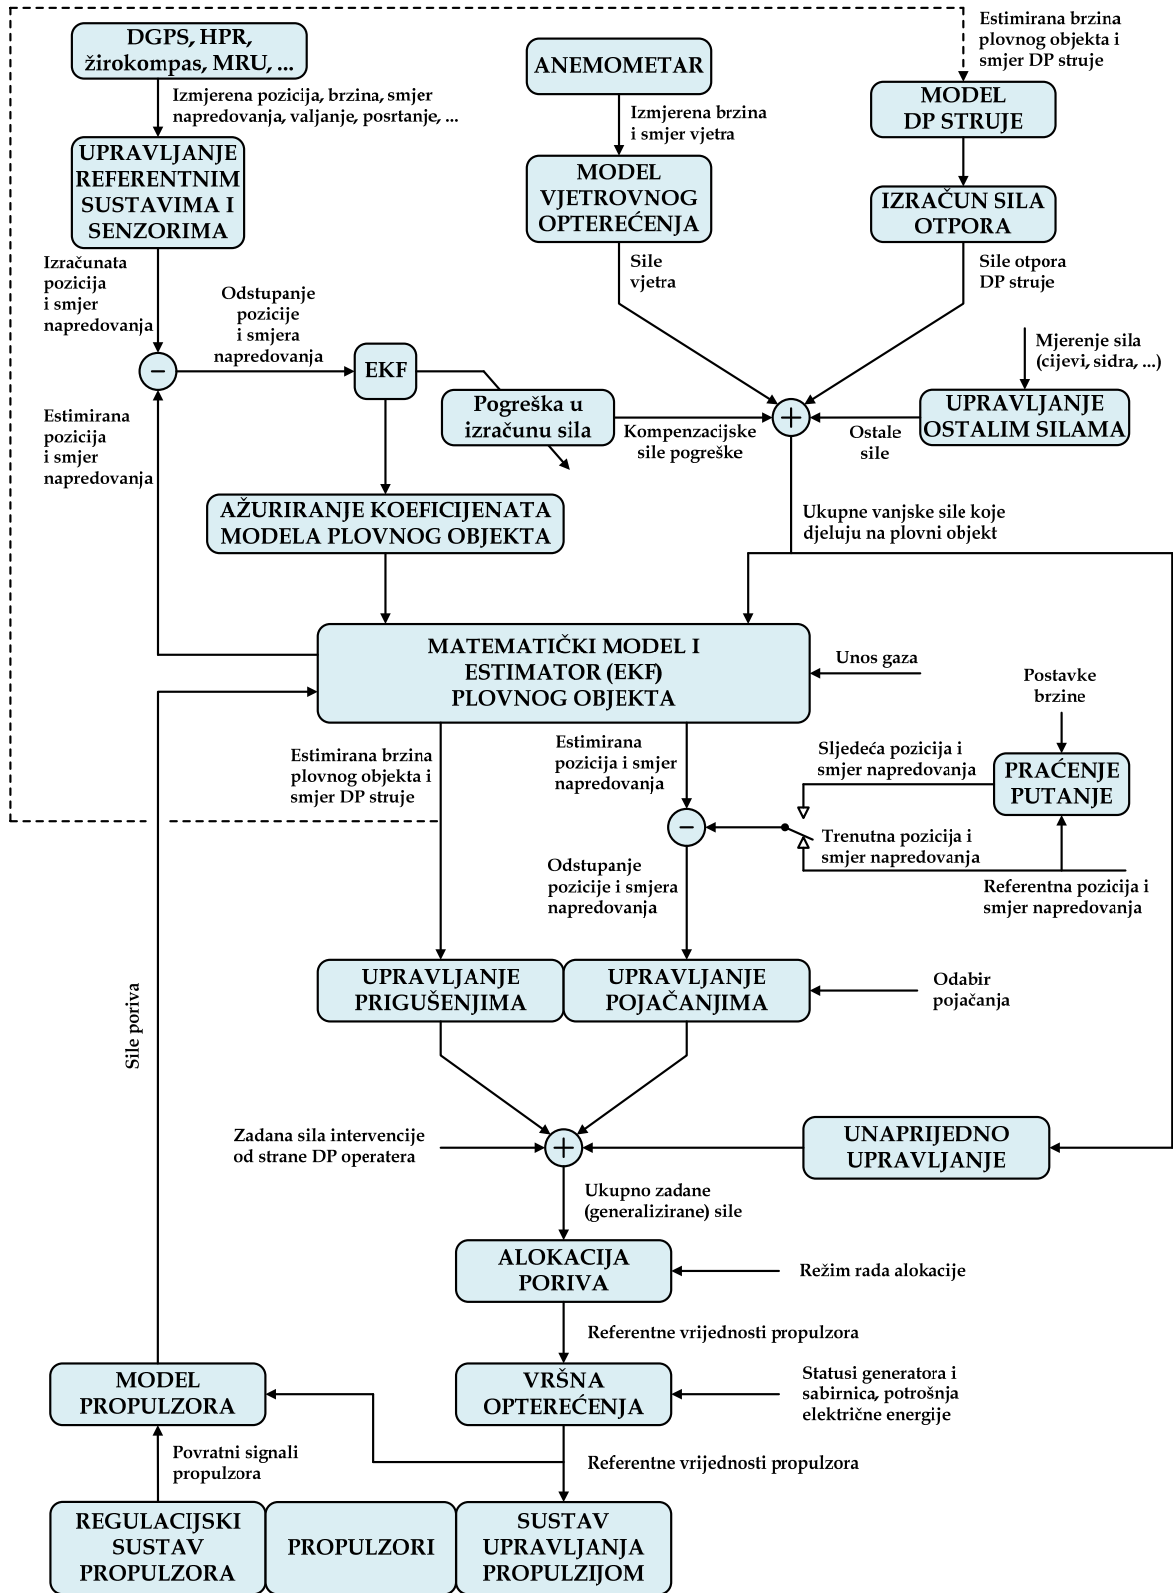 DGPS, HPR,
žirokompas, MRU, ...
ANEMOMETAR
Estimirana brzina
plovnog objekta i
smjer DP struje
Izmjerena pozicija, brzina, smjer
napredovanja, valjanje, posrtanje, ...
Izmjerena brzina
i smjer vjetra
MODEL
DP STRUJE
UPRAVLJANJE
REFERENTNIM
SUSTAVIMA I
SENZORIMA
MODEL
VJETROVNOG
OPTEREĆENJA
IZRAČUN SILA
OTPORA
Izračunata
pozicija
i smjer
napredovanja
Sile
vjetra
Sile otpora
DP struje
Odstupanje
pozicije
i smjera
napredovanja
Mjerenje sila
(cijevi, sidra, ...)
−
EKF
Pogreška u
izračunu sila
+
UPRAVLJANJE
OSTALIM SILAMA
Estimirana
pozicija
i smjer
napredovanja
Kompenzacijske
sile pogreške
Ostale
sile
AŽURIRANJE KOEFICIJENATA
MODELA PLOVNOG OBJEKTA
Ukupne vanjske sile koje
djeluju na plovni objekt
MATEMATIČKI MODEL I
ESTIMATOR (EKF)
PLOVNOG OBJEKTA
Unos gaza
Postavke
brzine
Estimirana brzina
plovnog objekta i
smjer DP struje
Estimirana
pozicija i smjer
napredovanja
Sljedeća pozicija i
smjer napredovanja
PRAĆENJE
PUTANJE
−
Trenutna pozicija i
smjer napredovanja
Odstupanje
pozicije i smjera
napredovanja
Referentna pozicija i
smjer napredovanja
UPRAVLJANJE
PRIGUŠENJIMA
UPRAVLJANJE
POJAČANJIMA
Odabir
pojačanja
Sile poriva
Zadana sila intervencije
od strane DP operatera
+
UNAPRIJEDNO
UPRAVLJANJE
Ukupno zadane
(generalizirane) sile
ALOKACIJA
PORIVA
Režim rada alokacije
Referentne vrijednosti propulzora
MODEL
PROPULZORA
VRŠNA
OPTEREĆENJA
Statusi generatora i
sabirnica, potrošnja
električne energije
Povratni signali
propulzora
Referentne vrijednosti propulzora
REGULACIJSKI
SUSTAV
PROPULZORA
PROPULZORI
SUSTAV
UPRAVLJANJA
PROPULZIJOM